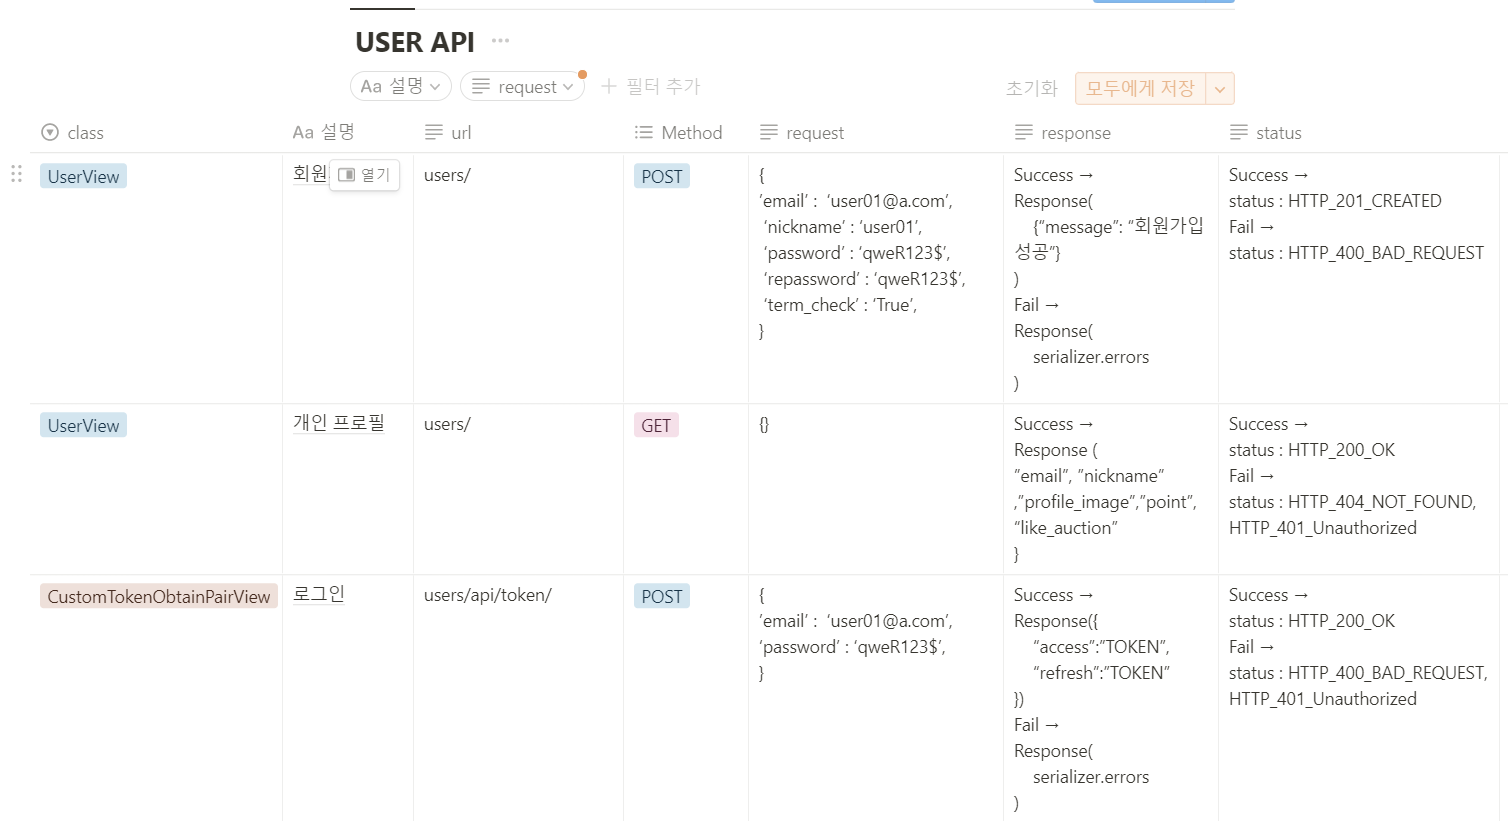 USER API ···
Aa 설명
request
+ 필터 추가
초기화
모두에게 저장
class
Aa 설명
url
Method
request
response
status
UserView
회원
열기
users/
POST
{
’email’ :  ‘user01@a.com’,
‘nickname’ : ‘user01’,
‘password’ : ‘qweR123$’,
‘repassword’ : ‘qweR123$’,
‘term_check’ : ‘True’,
}
Success →
Response(
{“message”: “회원가입
성공”}
)
Fail →
Response(
serializer.errors
)
Success →
status : HTTP_201_CREATED
Fail →
status : HTTP_400_BAD_REQUEST
UserView
개인 프로필
users/
GET
{}
Success →
Response (
”email”, ”nickname”
,”profile_image”,”point”,
“like_auction”
}
Success →
status : HTTP_200_OK
Fail →
status : HTTP_404_NOT_FOUND,
HTTP_401_Unauthorized
CustomTokenObtainPairView
로그인
users/api/token/
POST
{
’email’ :  ‘user01@a.com’,
‘password’ : ‘qweR123$’,
}
Success →
Response({
“access”:”TOKEN”,
“refresh”:”TOKEN”
})
Fail →
Response(
serializer.errors
)
Success →
status : HTTP_200_OK
Fail →
status : HTTP_400_BAD_REQUEST,
HTTP_401_Unauthorized